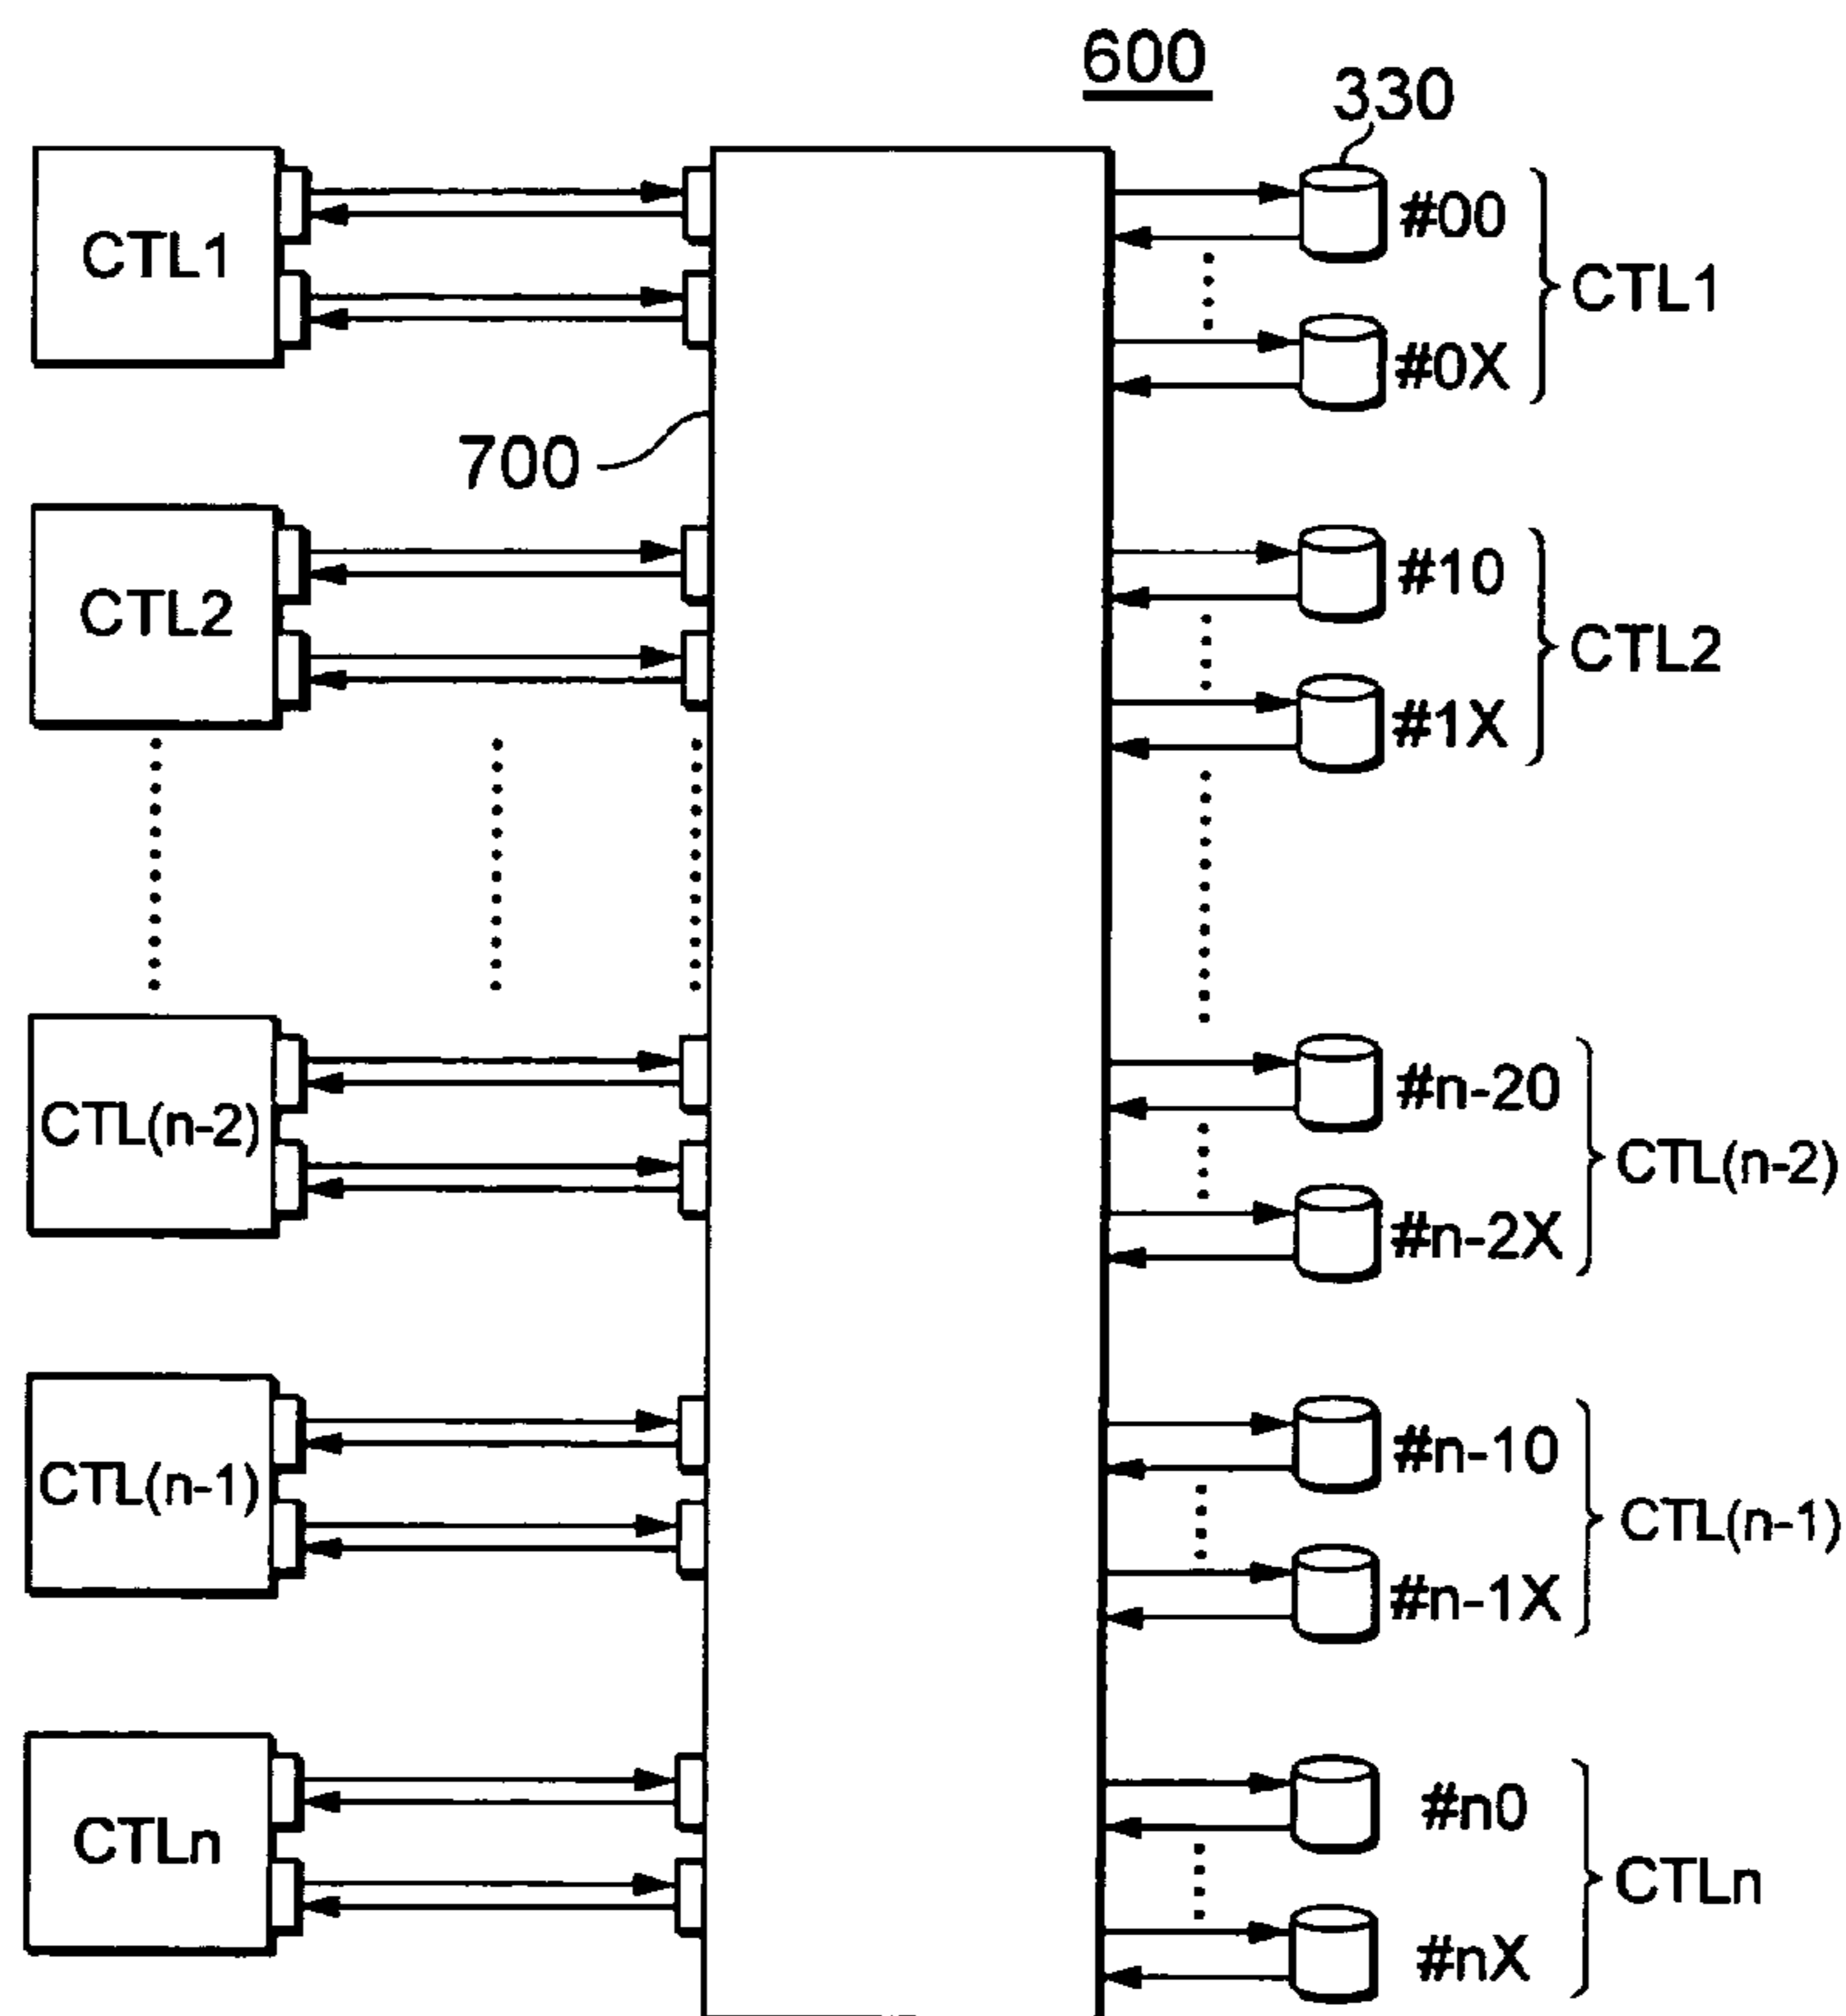 600
330
CTL1
#00
CTL1
#0X
700
CTL2
#10
CTL2
#1X
CTL(n-2)
#n-20
CTL(n-2)
#n-2X
CTL(n-1)
#n-10
CTL(n-1)
#n-1X
CTLn
#n0
CTLn
#nX